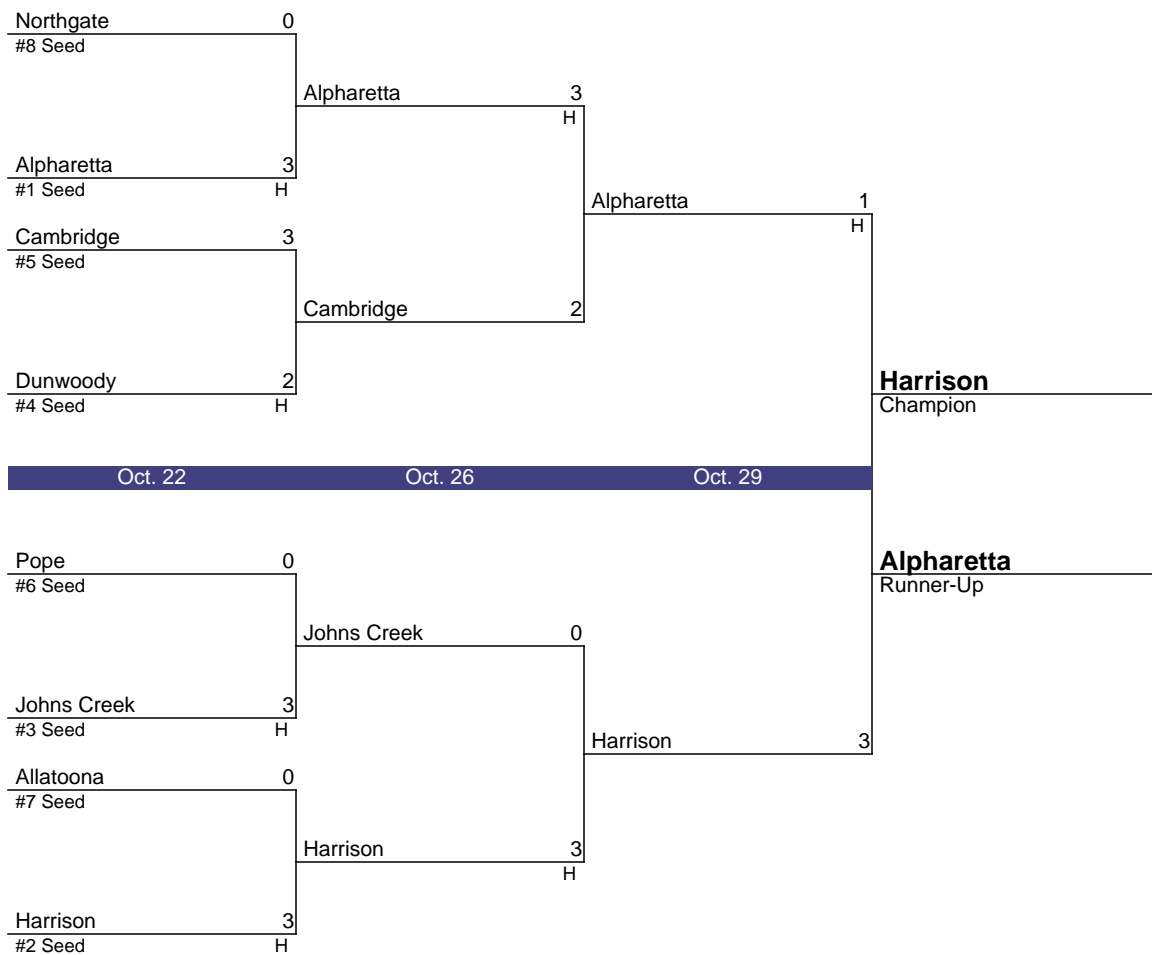 Northgate 0
#8 Seed
Alpharetta 3
H
Alpharetta 3
#1 Seed H
Alpharetta 1
H
Cambridge 3
#5 Seed
Cambridge 2
Dunwoody 2
#4 Seed H
Harrison
Champion
Oct. 22 Oct. 26 Oct. 29
Pope 0
#6 Seed
Alpharetta
Runner-Up
Johns Creek 0
Johns Creek 3
#3 Seed H
Harrison 3
Allatoona 0
#7 Seed
Harrison 3
H
Harrison 3
#2 Seed H